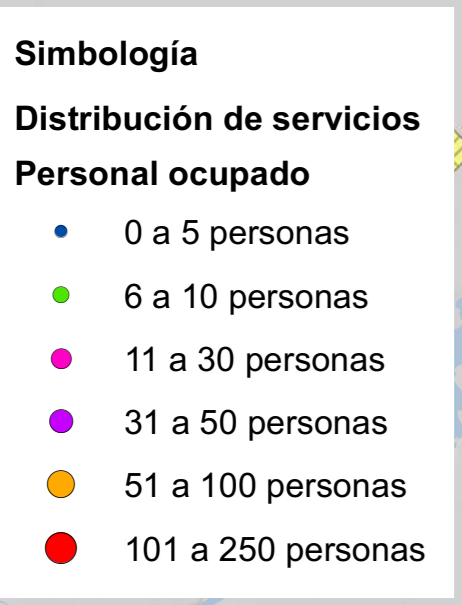 Simbología
Distribución de servicios
Personal ocupado
0 a 5 personas
6 a 10 personas
11 a 30 personas
31 a 50 personas
51 a 100 personas
101 a 250 personas